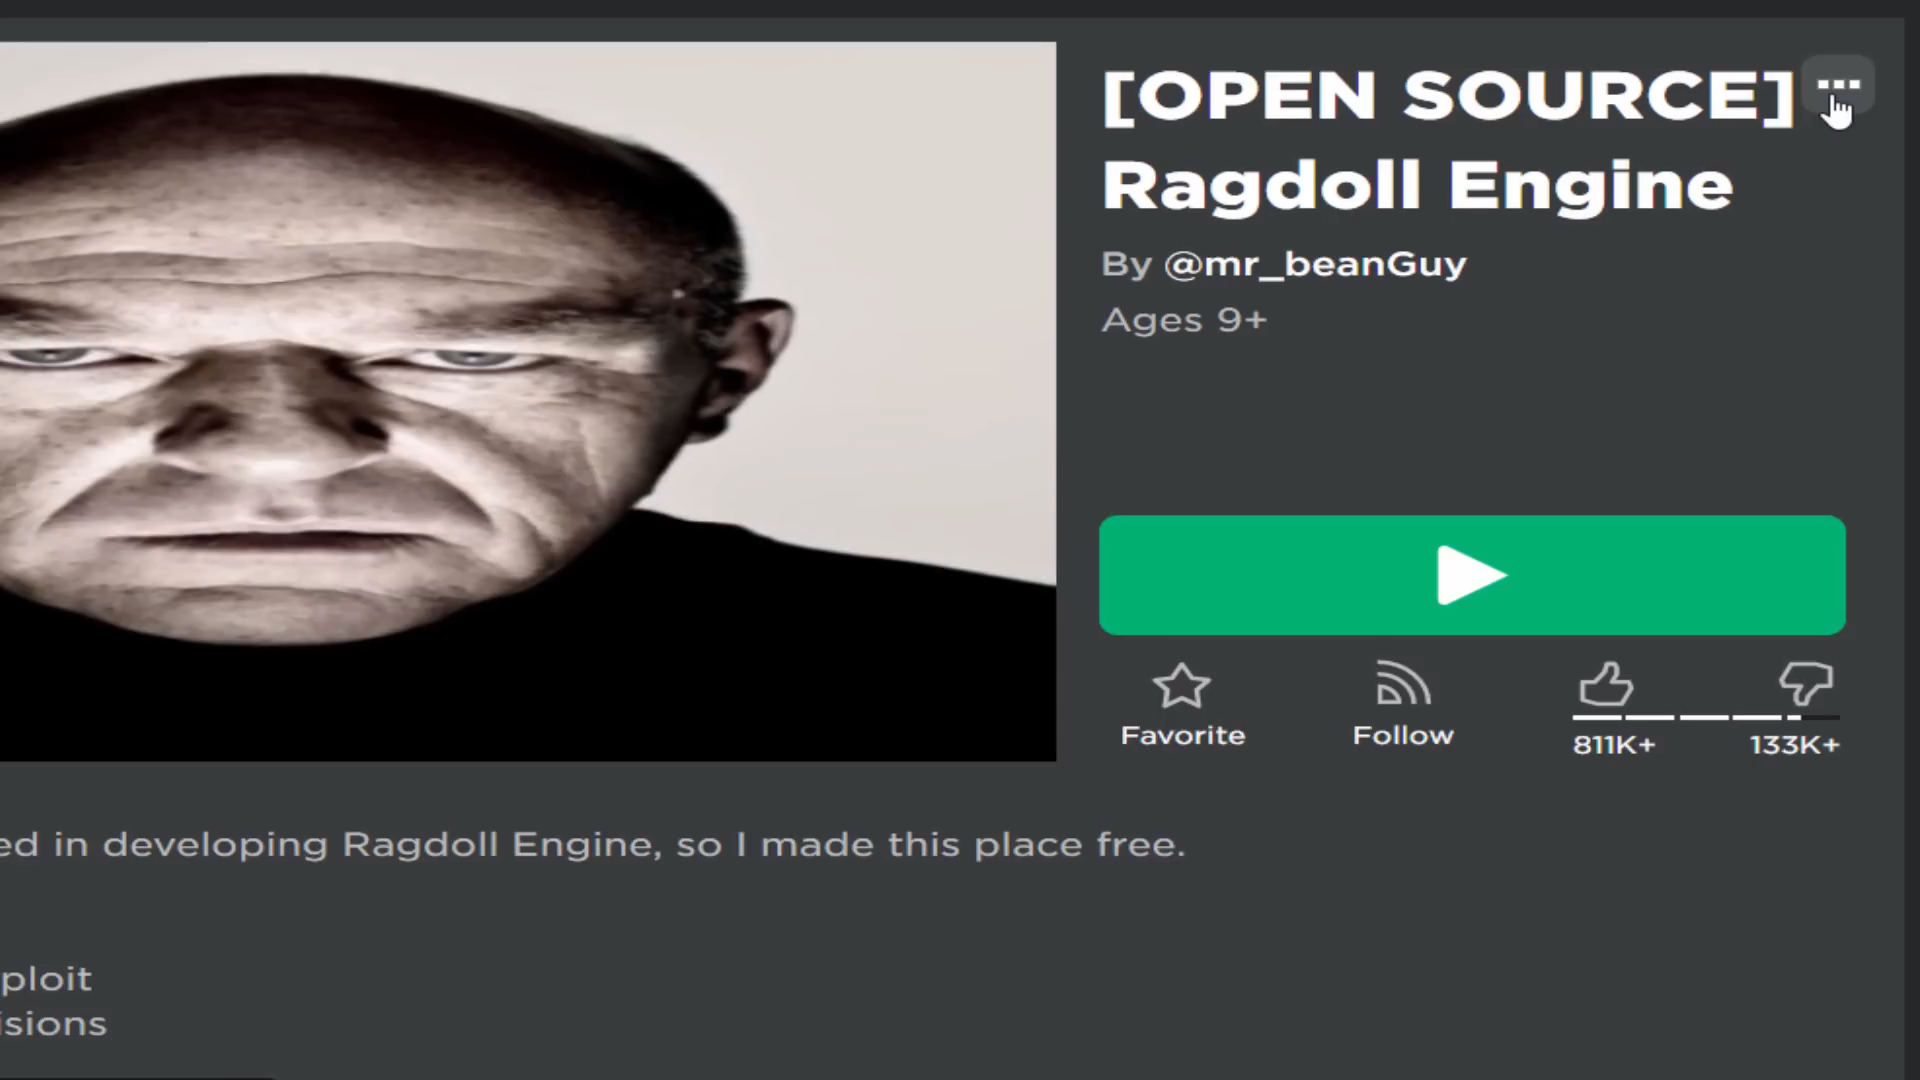 [OPEN SOURCE]
Ragdoll Engine
By @mr_beanGuy
Ages 9+
Favorite
Follow
811K+
133K+
ed in developing Ragdoll Engine, so I made this place free.
ploit
isions